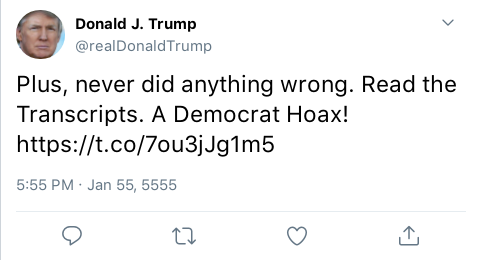 Donald J. Trump
@realDonaldTrump
Plus, never did anything wrong. Read the
Transcripts. A Democrat Hoax!
https://t.co/7ou3jJg1m5
5:55 PM · Jan 55, 5555